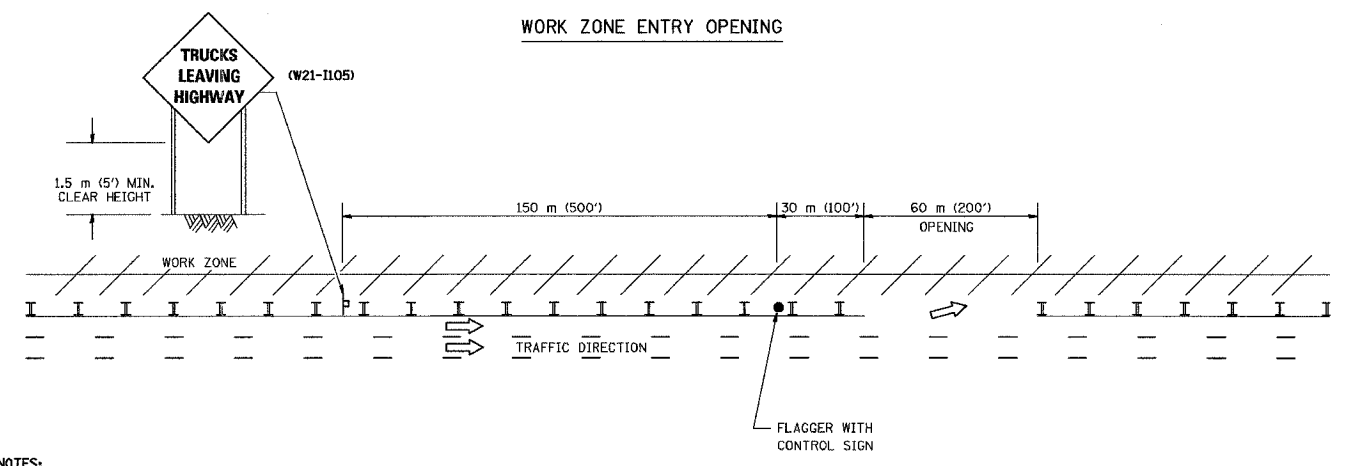 WORK ZONE ENTRY OPENING
TRUCKS
LEAVING
HIGHWAY
(W21-I105)
1.5 m (5') MIN.
CLEAR HEIGHT
150 m (500')
30 m (100')
60 m (200')
OPENING
WORK ZONE
TRAFFIC DIRECTION
FLAGGER WITH
CONTROL SIGN
NOTES: